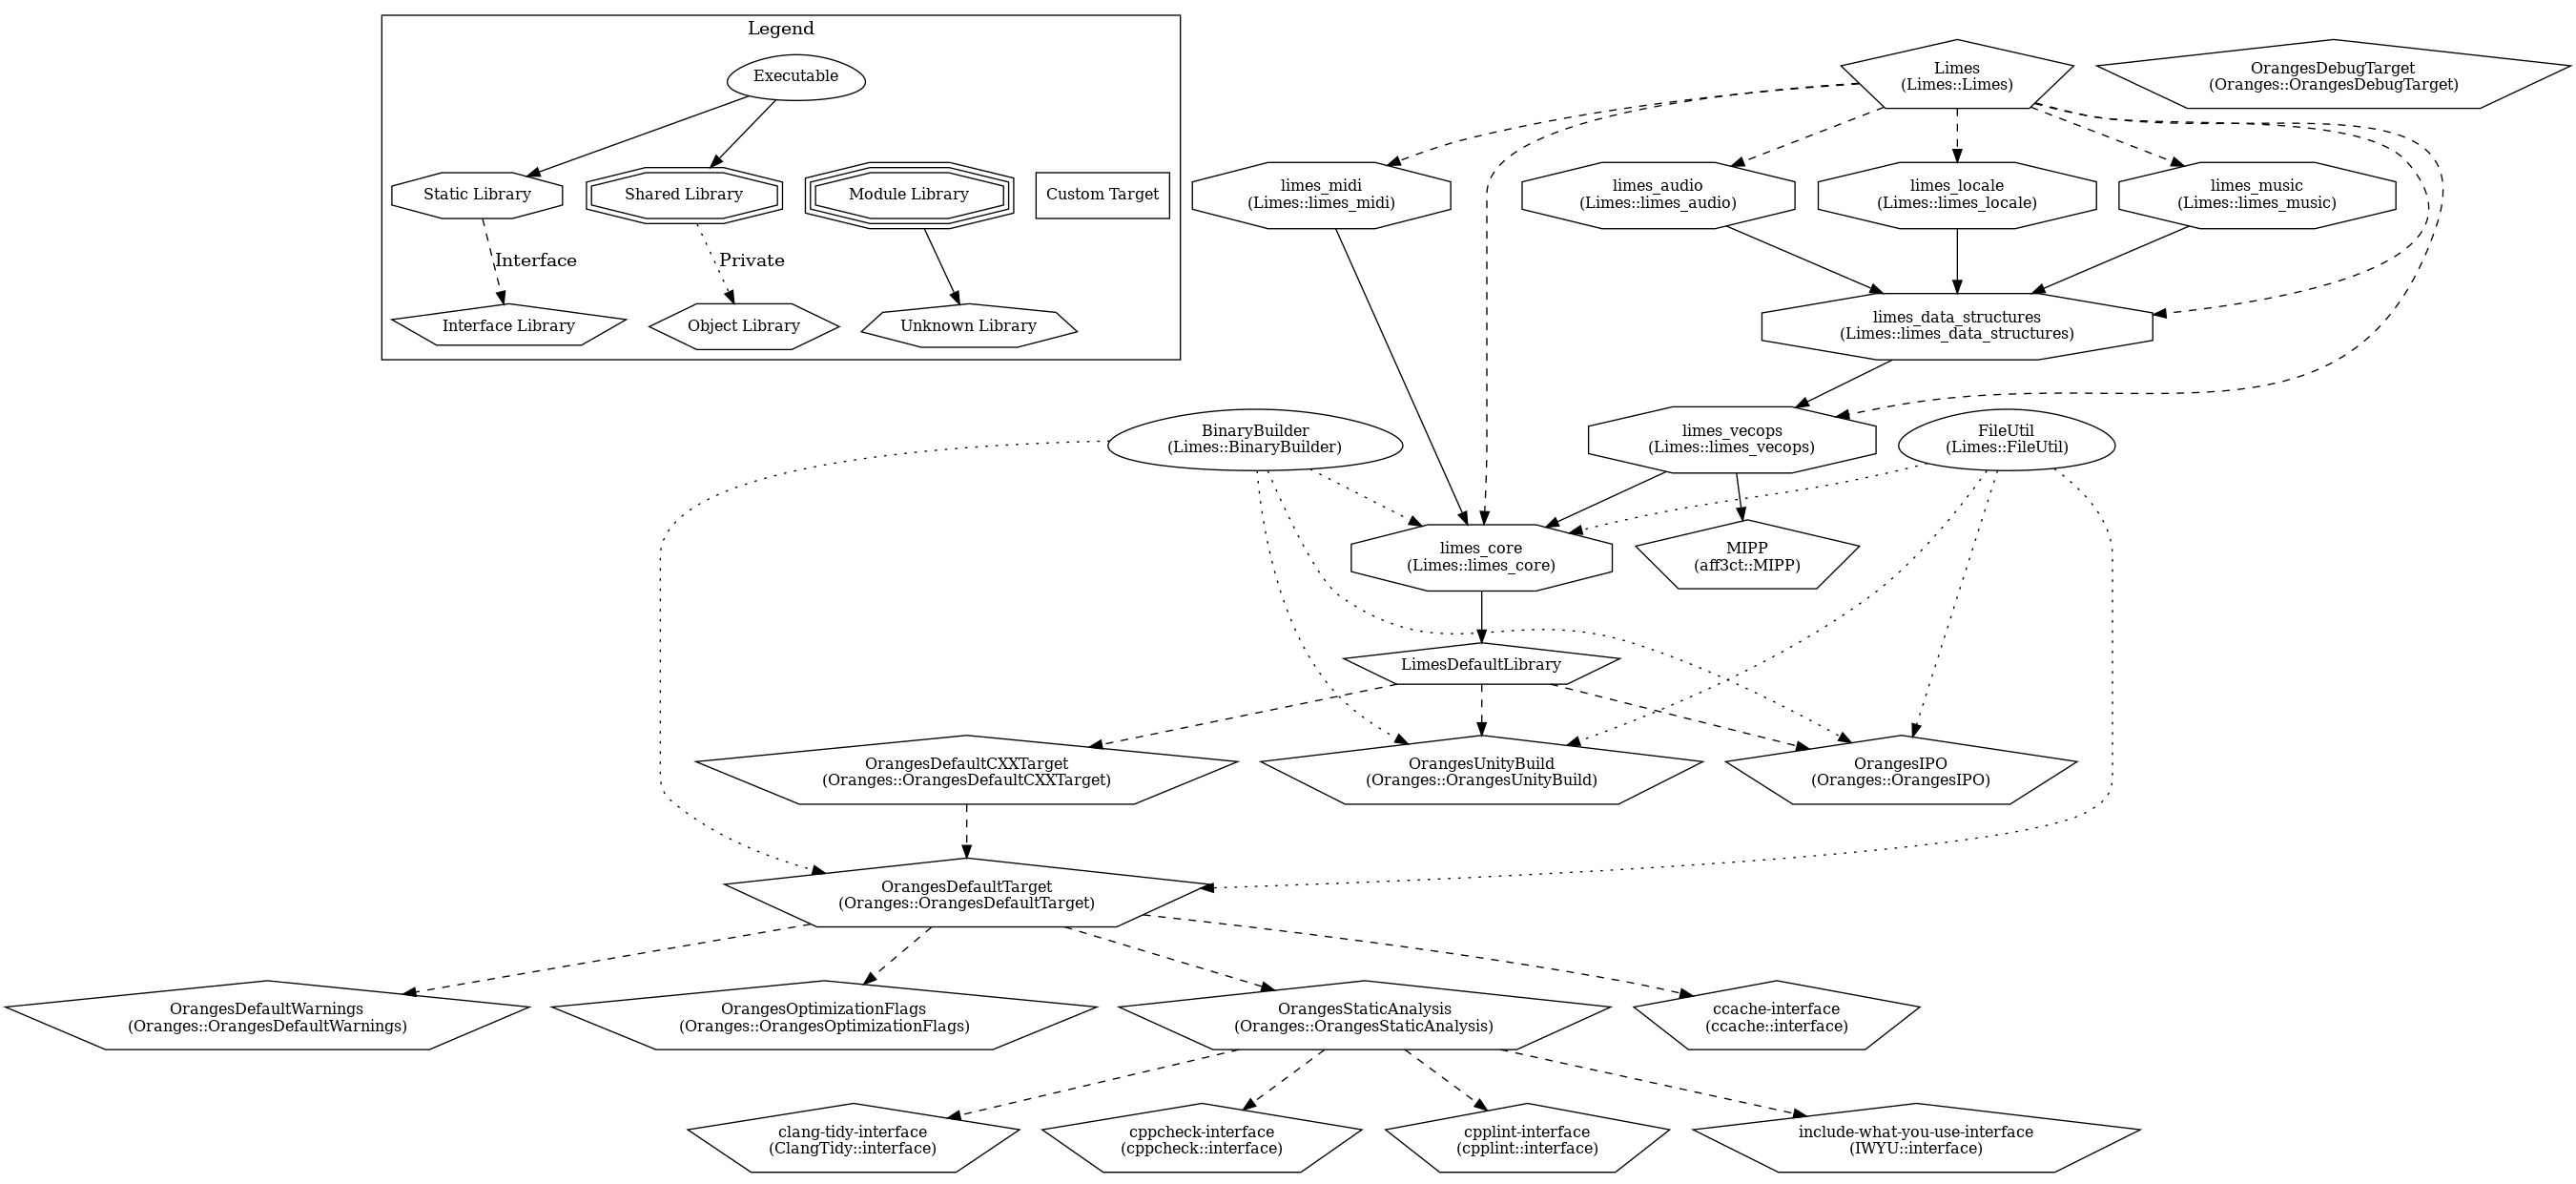 Legend
Executable
Static Library
Shared Library
Module Library
Custom Target
Interface
Private
Interface Library
Object Library
Unknown Library
Limes
(Limes::Limes)
OrangesDebugTarget
(Oranges::OrangesDebugTarget)
limes_midi
(Limes::limes_midi)
limes_audio
(Limes::limes_audio)
limes_locale
(Limes::limes_locale)
limes_music
(Limes::limes_music)
limes_data_structures
(Limes::limes_data_structures)
BinaryBuilder
(Limes::BinaryBuilder)
limes_vecops
(Limes::limes_vecops)
FileUtil
(Limes::FileUtil)
limes_core
(Limes::limes_core)
MIPP
(aff3ct::MIPP)
LimesDefaultLibrary
OrangesDefaultCXXTarget
(Oranges::OrangesDefaultCXXTarget)
OrangesUnityBuild
(Oranges::OrangesUnityBuild)
OrangesIPO
(Oranges::OrangesIPO)
OrangesDefaultTarget
(Oranges::OrangesDefaultTarget)
OrangesDefaultWarnings
(Oranges::OrangesDefaultWarnings)
OrangesOptimizationFlags
(Oranges::OrangesOptimizationFlags)
OrangesStaticAnalysis
(Oranges::OrangesStaticAnalysis)
ccache-interface
(ccache::interface)
clang-tidy-interface
(ClangTidy::interface)
cppcheck-interface
(cppcheck::interface)
cpplint-interface
(cpplint::interface)
include-what-you-use-interface
(IWYU::interface)